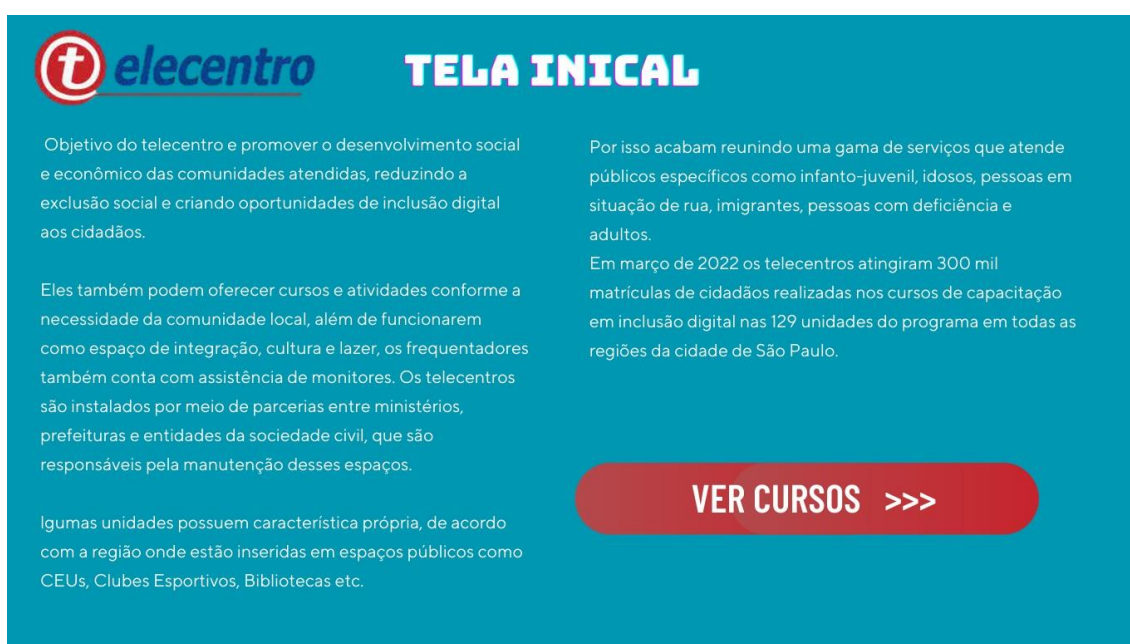 telecentro
TELA INICAL
Objetivo do telecentro e promover o desenvolvimento social
e econômico das comunidades atendidas, reduzindo a
exclusão social e criando oportunidades de inclusão digital
aos cidadãos.
Eles também podem oferecer cursos e atividades conforme a
necessidade da comunidade local, além de funcionarem
como espaço de integração, cultura e lazer, os frequentadores
também conta com assistência de monitores. Os telecentros
são instalados por meio de parcerias entre ministérios,
prefeituras e entidades da sociedade civil, que são
responsáveis pela manutenção desses espaços.
lgumas unidades possuem característica própria, de acordo
com a região onde estão inseridas em espaços públicos como
CEUs, Clubes Esportivos, Bibliotecas etc.
Por isso acabam reunindo uma gama de serviços que atende
públicos específicos como infanto-juvenil, idosos, pessoas em
situação de rua, imigrantes, pessoas com deficiência e
adultos.
Em março de 2022 os telecentros atingiram 300 mil
matrículas de cidadãos realizadas nos cursos de capacitação
em inclusão digital nas 129 unidades do programa em todas as
regiões da cidade de São Paulo.
VER CURSOS >>>